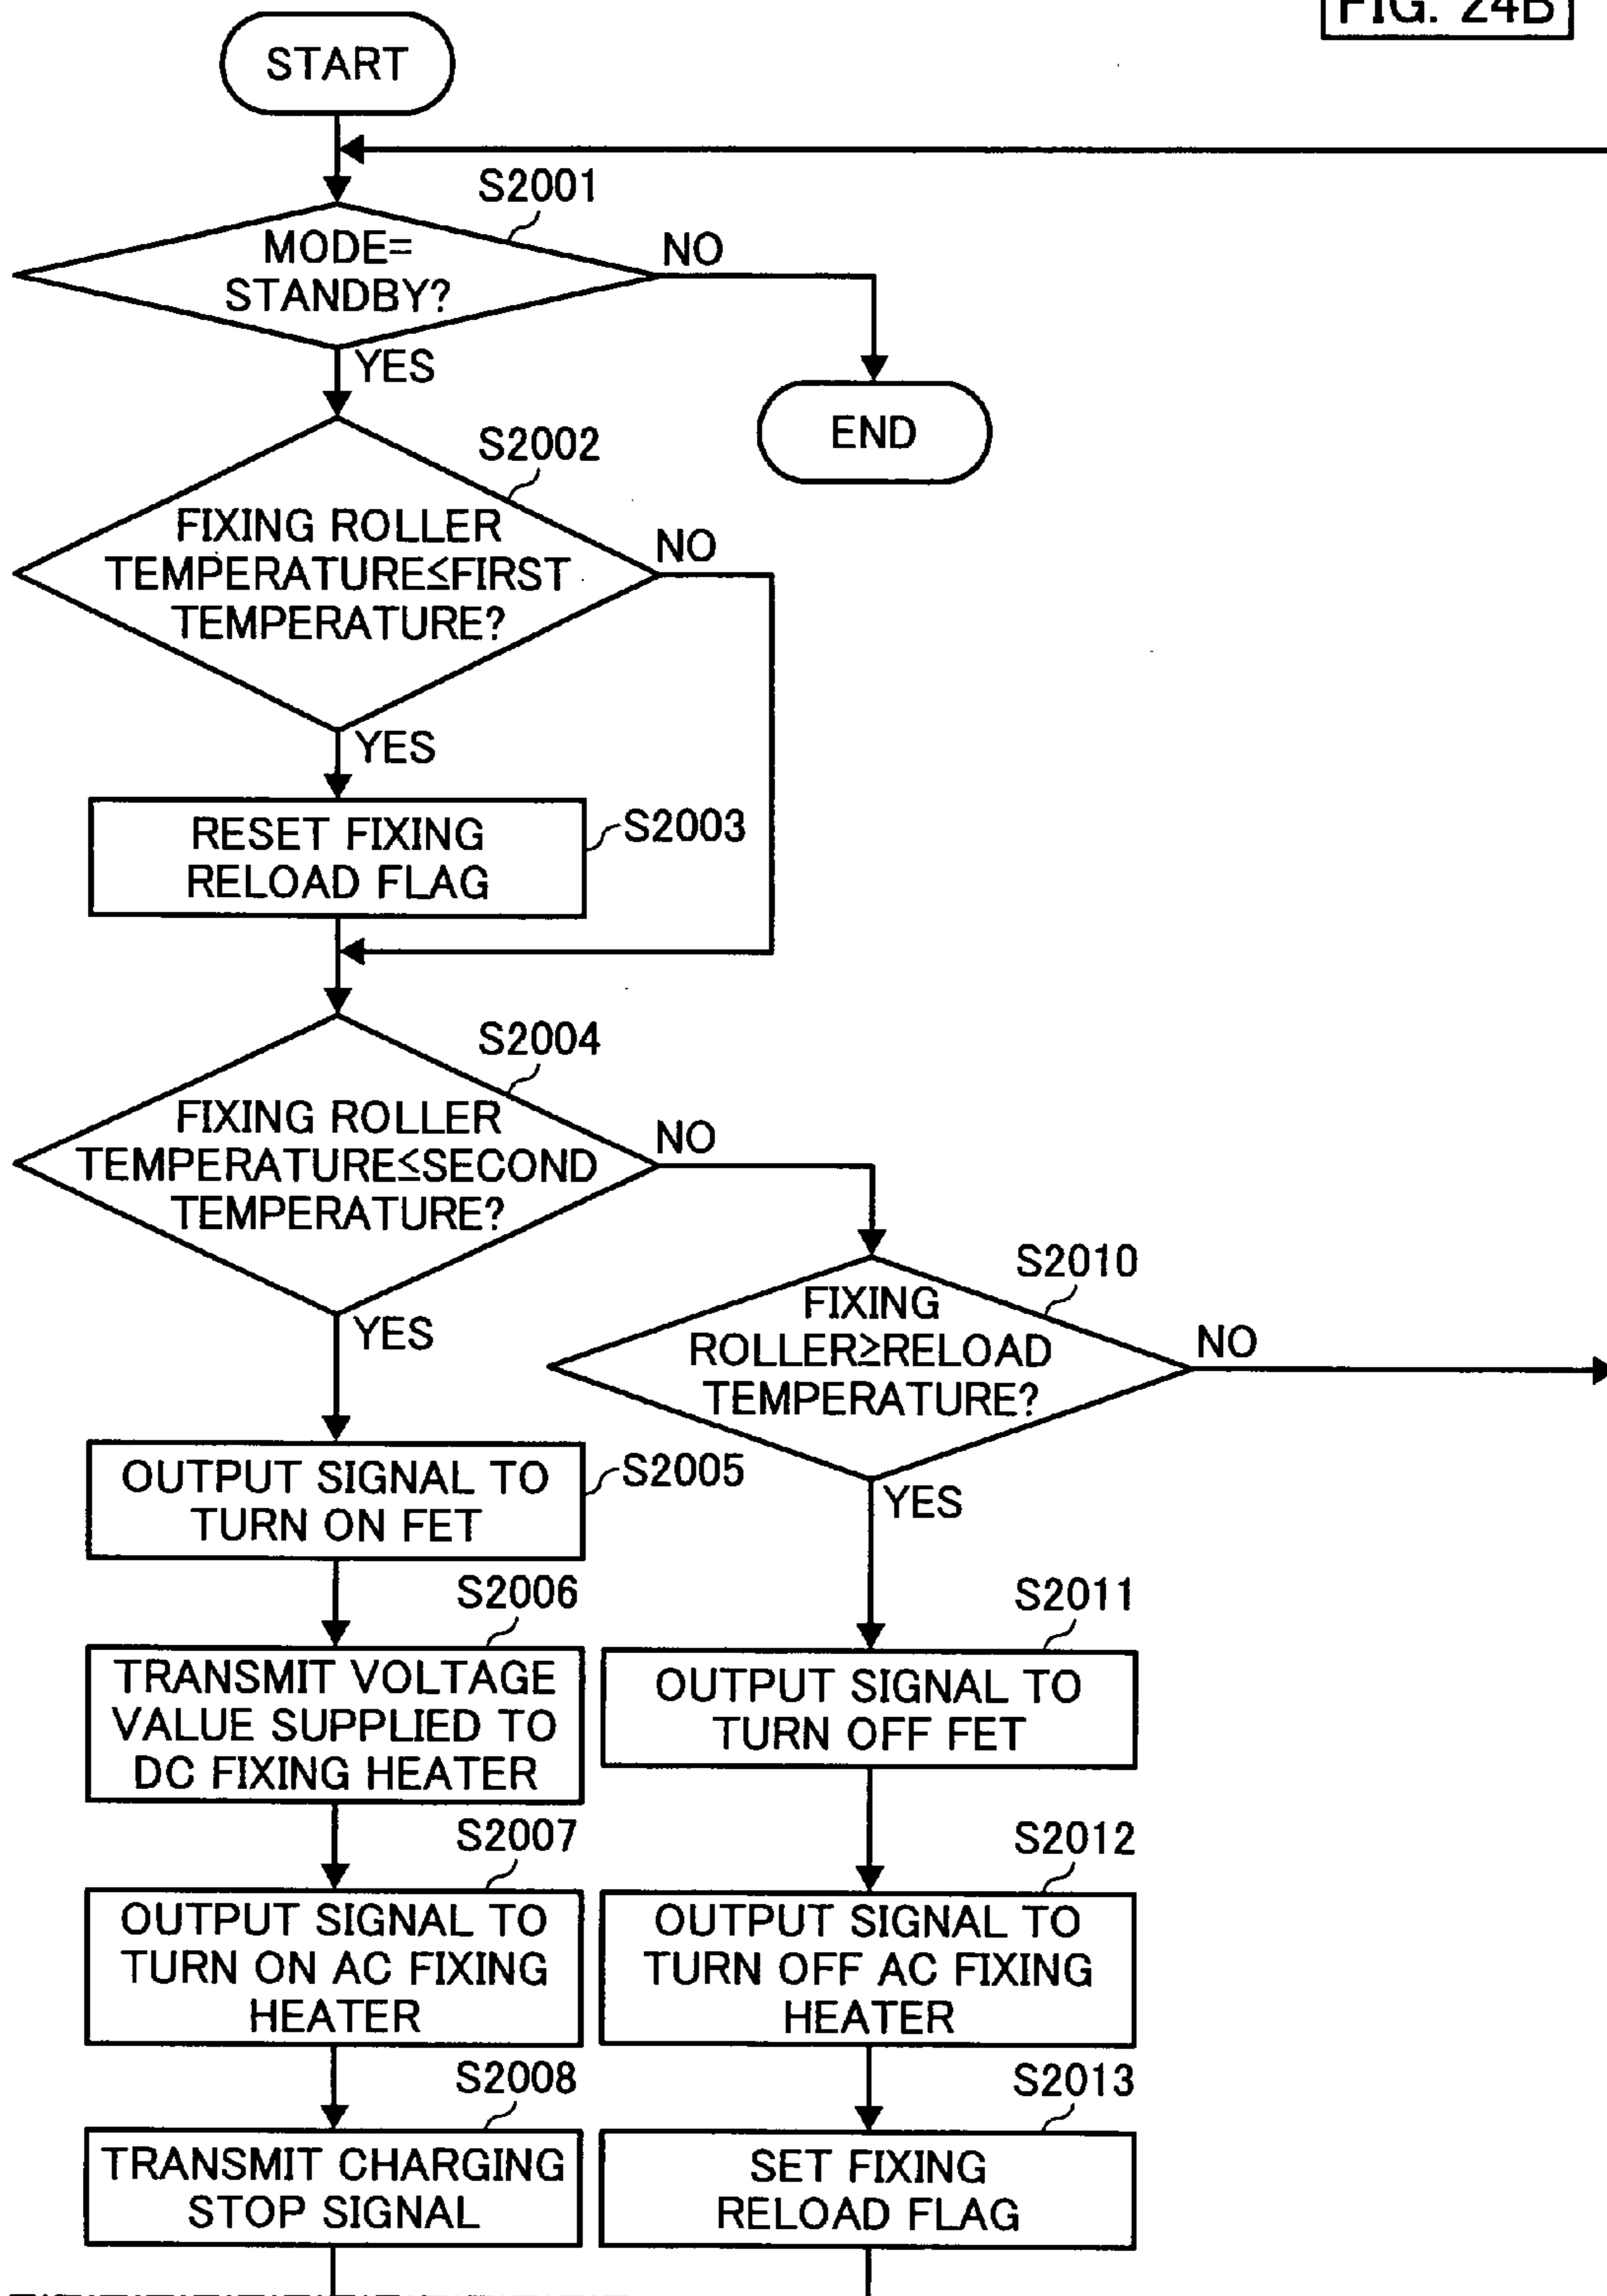 FIG. 24B
START
S2001
MODE=
STANDBY?
NO
YES
END
S2002
FIXING ROLLER
TEMPERATURE≤FIRST
TEMPERATURE?
NO
YES
RESET FIXING
RELOAD FLAG
S2003
S2004
FIXING ROLLER
TEMPERATURE≤SECOND
TEMPERATURE?
NO
YES
S2010
FIXING
ROLLER≥RELOAD
TEMPERATURE?
NO
YES
OUTPUT SIGNAL TO
TURN ON FET
S2005
S2006
TRANSMIT VOLTAGE
VALUE SUPPLIED TO
DC FIXING HEATER
S2011
OUTPUT SIGNAL TO
TURN OFF FET
S2007
OUTPUT SIGNAL TO
TURN ON AC FIXING
HEATER
S2012
OUTPUT SIGNAL TO
TURN OFF AC FIXING
HEATER
S2008
TRANSMIT CHARGING
STOP SIGNAL
S2013
SET FIXING
RELOAD FLAG